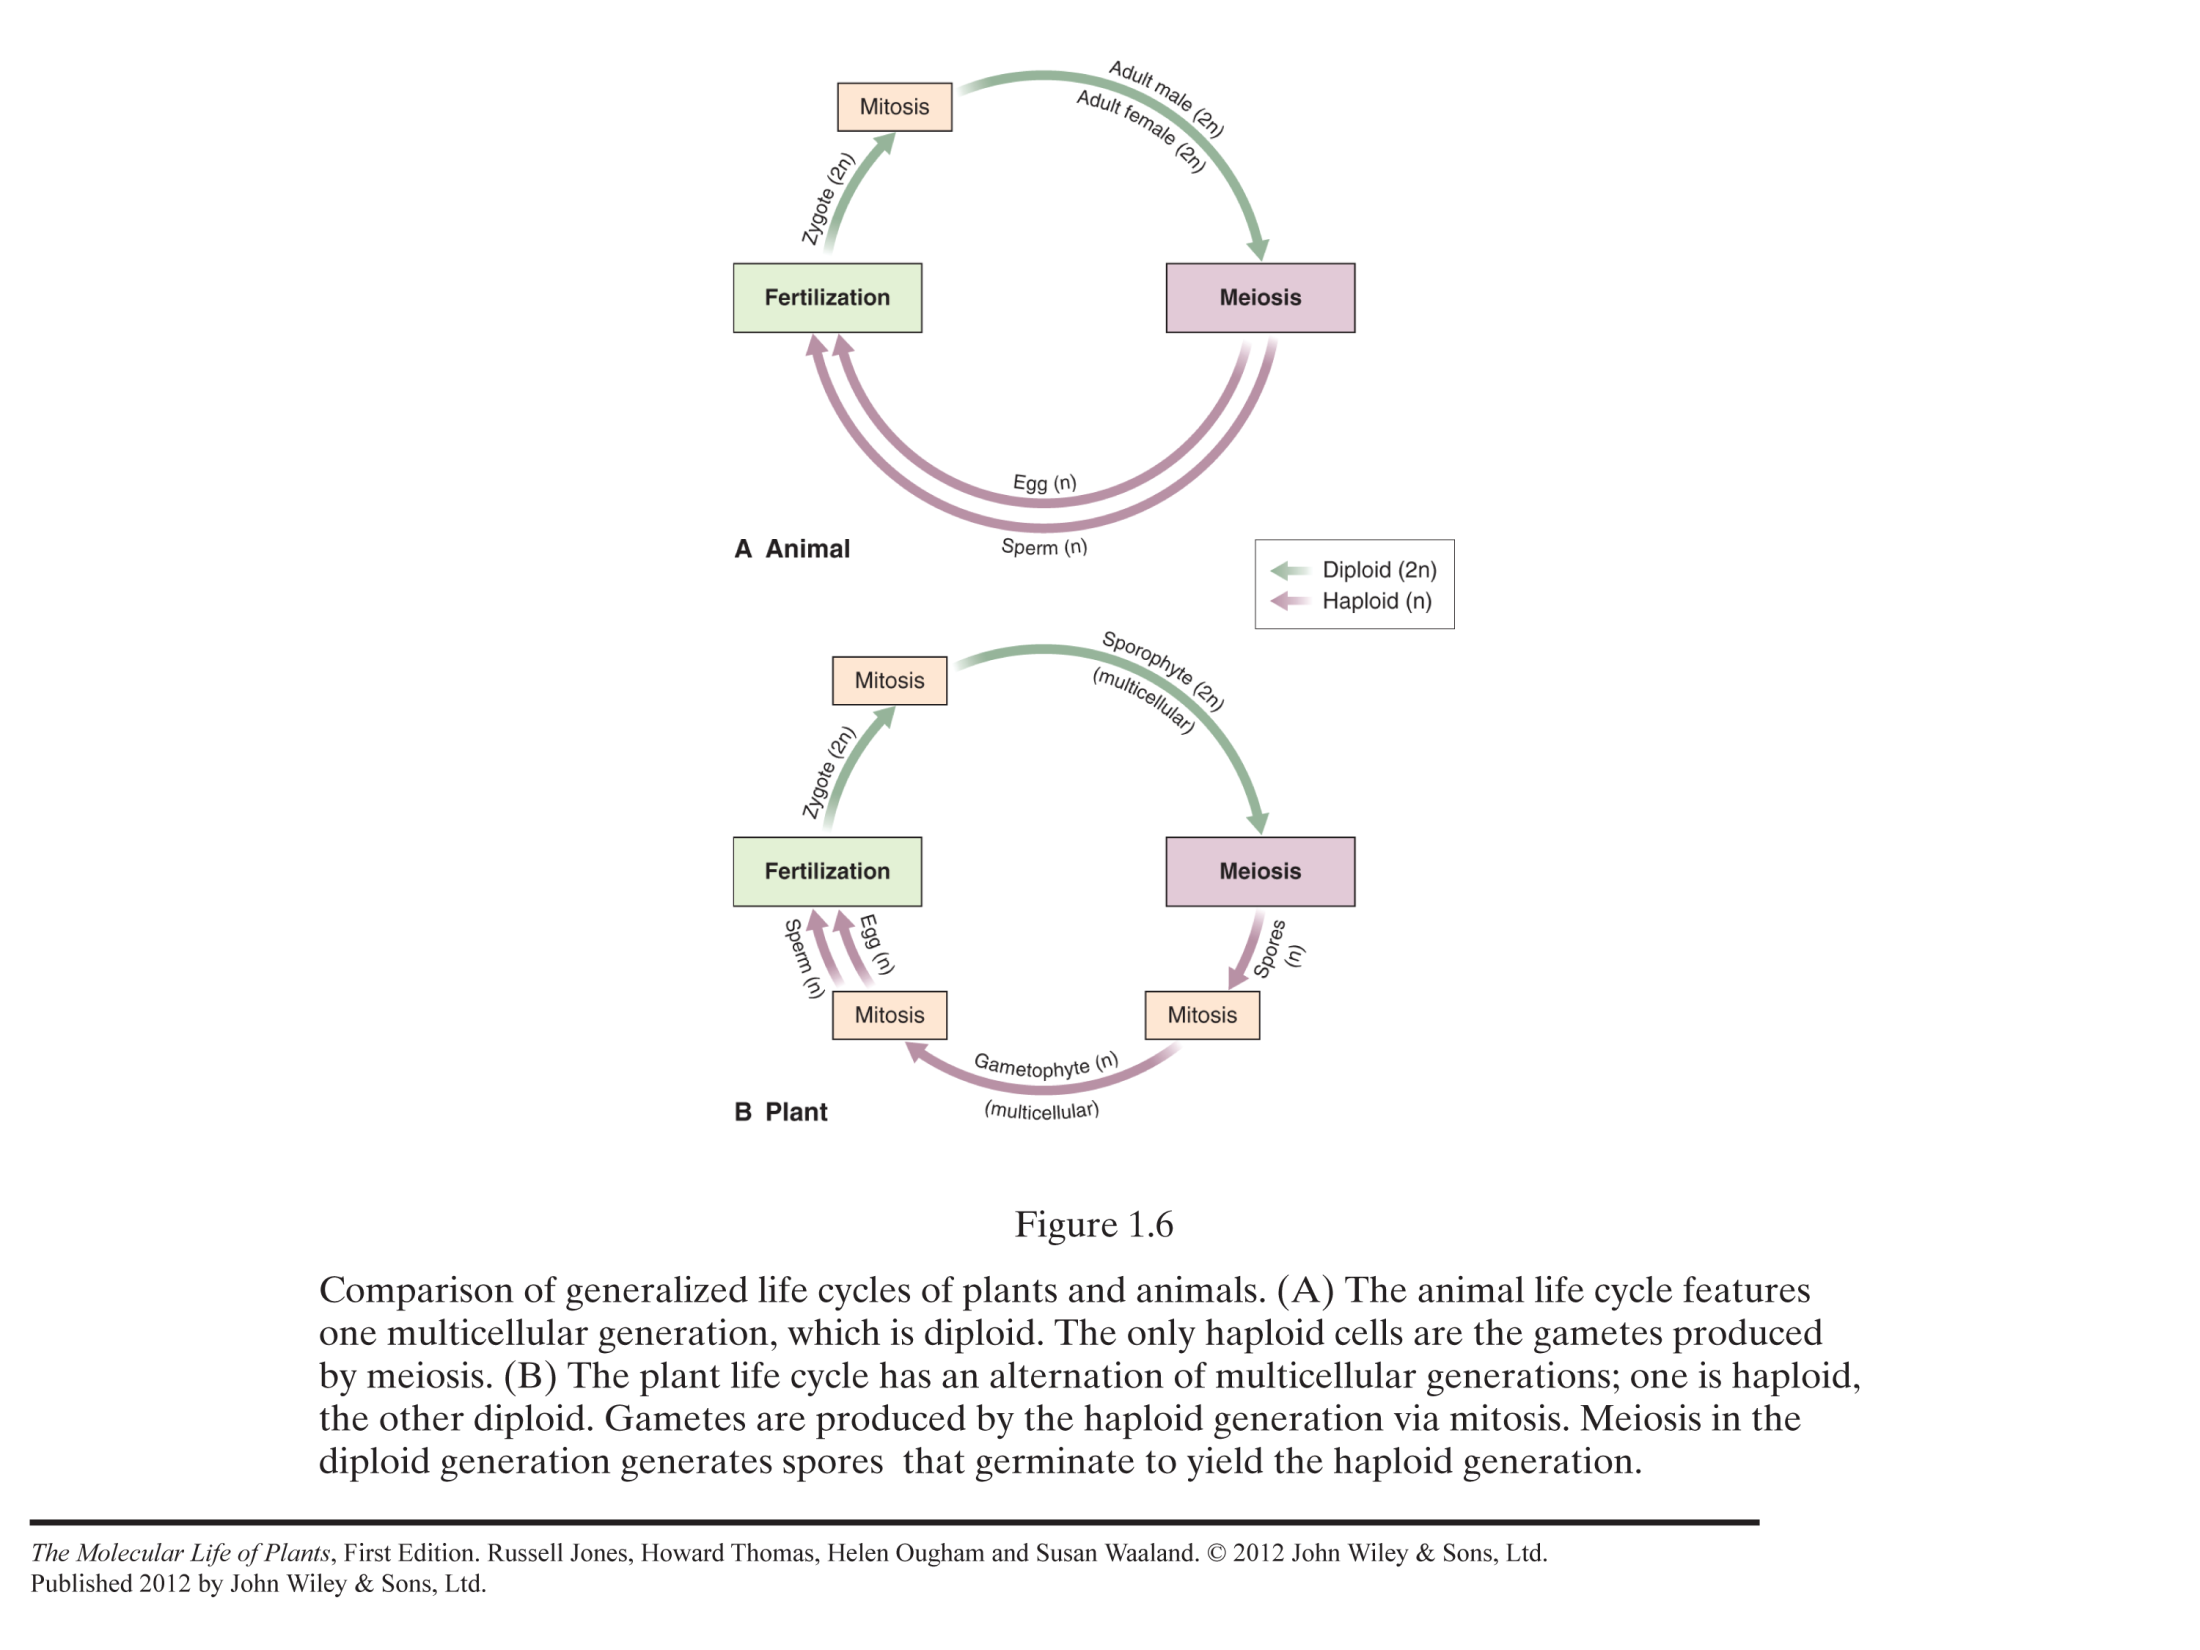 Mitosis
Adult male (2n)
Adult female (2n)
Zygote (2n)
Fertilization
Meiosis
Egg (n)
Sperm (n)
A Animal
Diploid (2n)
Haploid (n)
Mitosis
Sporophyte (2n)
(multicellular)
Zygote (2n)
Fertilization
Meiosis
Sperm (n)
Egg (n)
Spores
(n)
Mitosis
Mitosis
Gametophyte (n)
(multicellular)
B Plant
Figure 1.6
Comparison of generalized life cycles of plants and animals. (A) The animal life cycle features
one multicellular generation, which is diploid. The only haploid cells are the gametes produced
by meiosis. (B) The plant life cycle has an alternation of multicellular generations; one is haploid,
the other diploid. Gametes are produced by the haploid generation via mitosis. Meiosis in the
diploid generation generates spores  that germinate to yield the haploid generation.
The Molecular Life of Plants, First Edition. Russell Jones, Howard Thomas, Helen Ougham and Susan Waaland. © 2012 John Wiley & Sons, Ltd.
Published 2012 by John Wiley & Sons, Ltd.